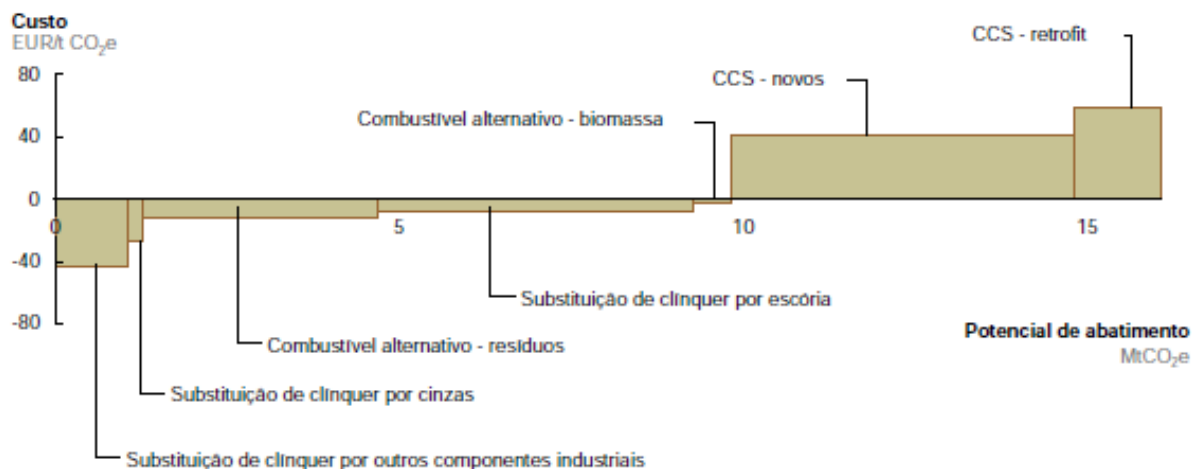 Custo
EUR/t CO₂e
80
40
0
-40
-80
0
5
10
15
CCS - retrofit
CCS - novos
Combustível alternativo - biomassa
Substituição de clínquer por escória
Potencial de abatimento
MtCO₂e
Combustível alternativo - resíduos
Substituição de clínquer por cinzas
Substituição de clínquer por outros componentes industriais